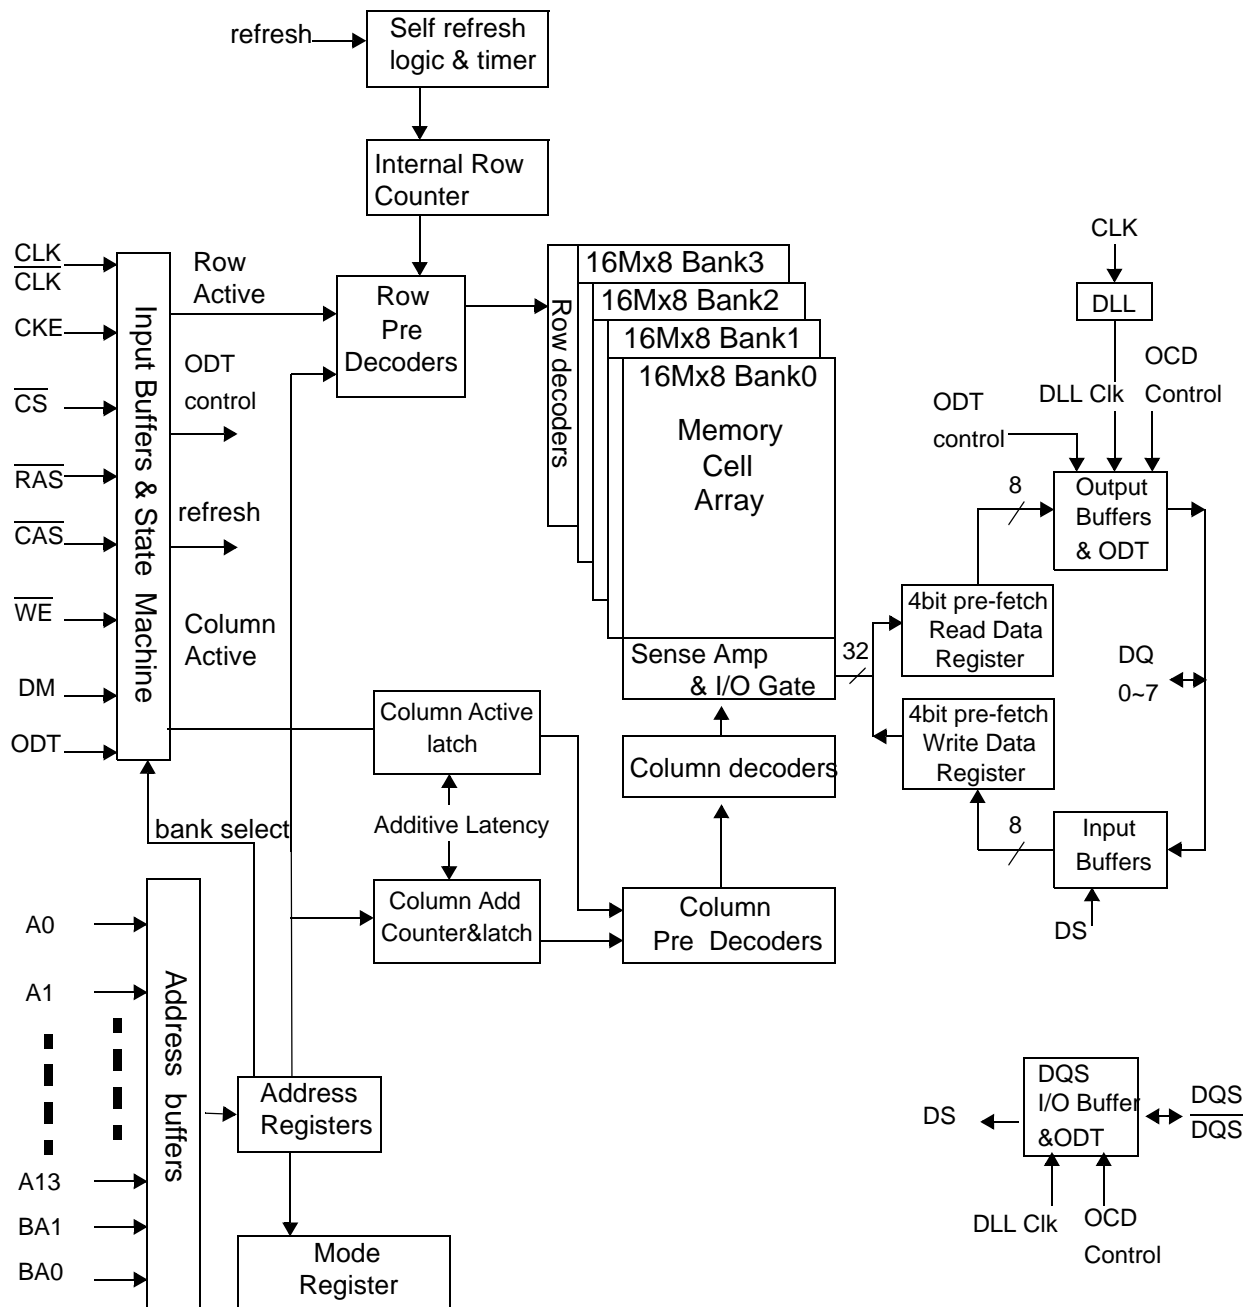 refresh
Self refresh
logic & timer
Internal Row
Counter
CLK
CLK
CKE
CS
RAS
CAS
WE
DM
ODT
Input Buffers & State Machine
Row
Active
ODT
control
refresh
Column
Active
bank select
Row
Pre
Decoders
Row decoders
16Mx8 Bank3
16Mx8 Bank2
16Mx8 Bank1
16Mx8 Bank0
Memory
Cell
Array
Sense Amp
& I/O Gate
32
Column Active
latch
Additive Latency
Column Add
Counter&latch
Column decoders
Column
Pre Decoders
CLK
DLL
DLL Clk
OCD
Control
ODT
control
8
Output
Buffers
& ODT
4bit pre-fetch
Read Data
Register
4bit pre-fetch
Write Data
Register
DQ
0~7
8
Input
Buffers
DS
A0
A1
A13
BA1
BA0
Address buffers
Address
Registers
Mode
Register
DS
DQS
I/O Buffer
&ODT
DQS
DQS
DLL Clk
OCD
Control